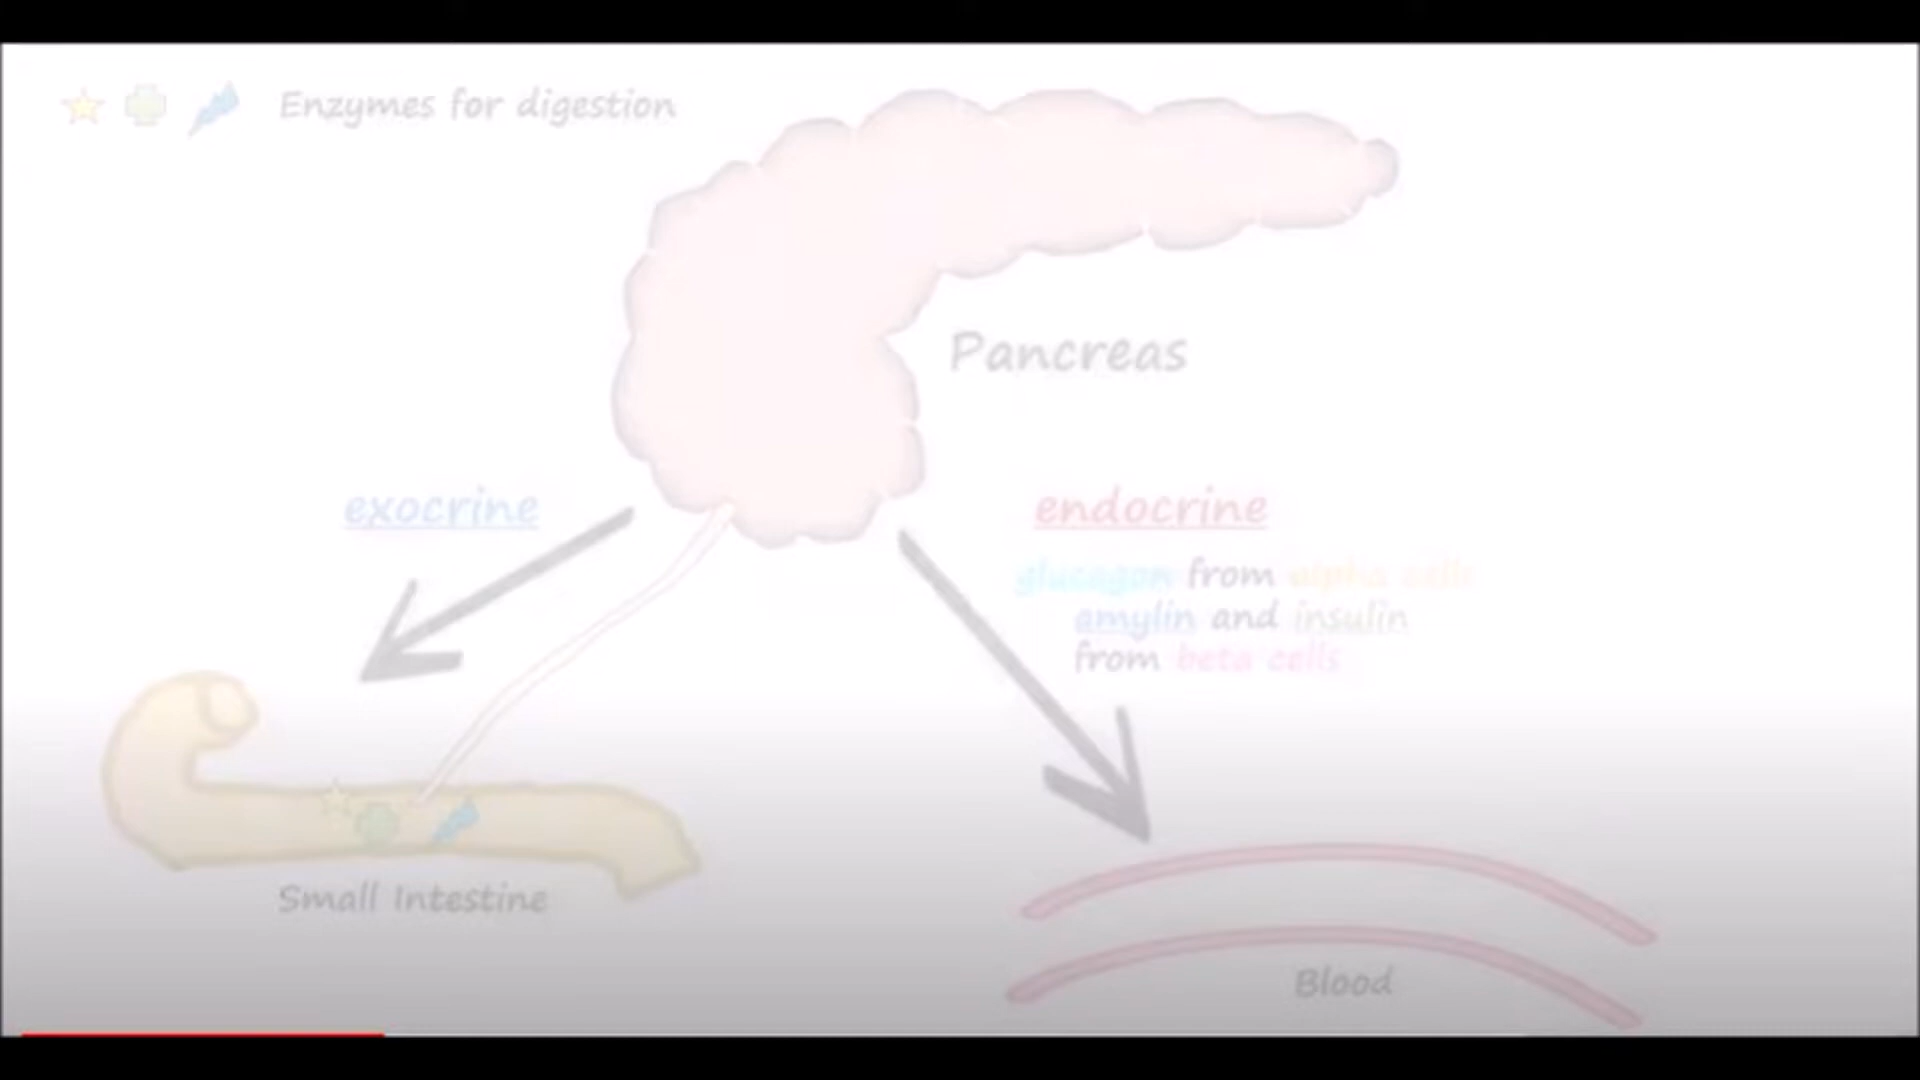 Enzymes for digestion
Pancreas
exocrine
endocrine
glucagon from alpha cells
amylin and insulin
from beta cells
Small Intestine
Blood